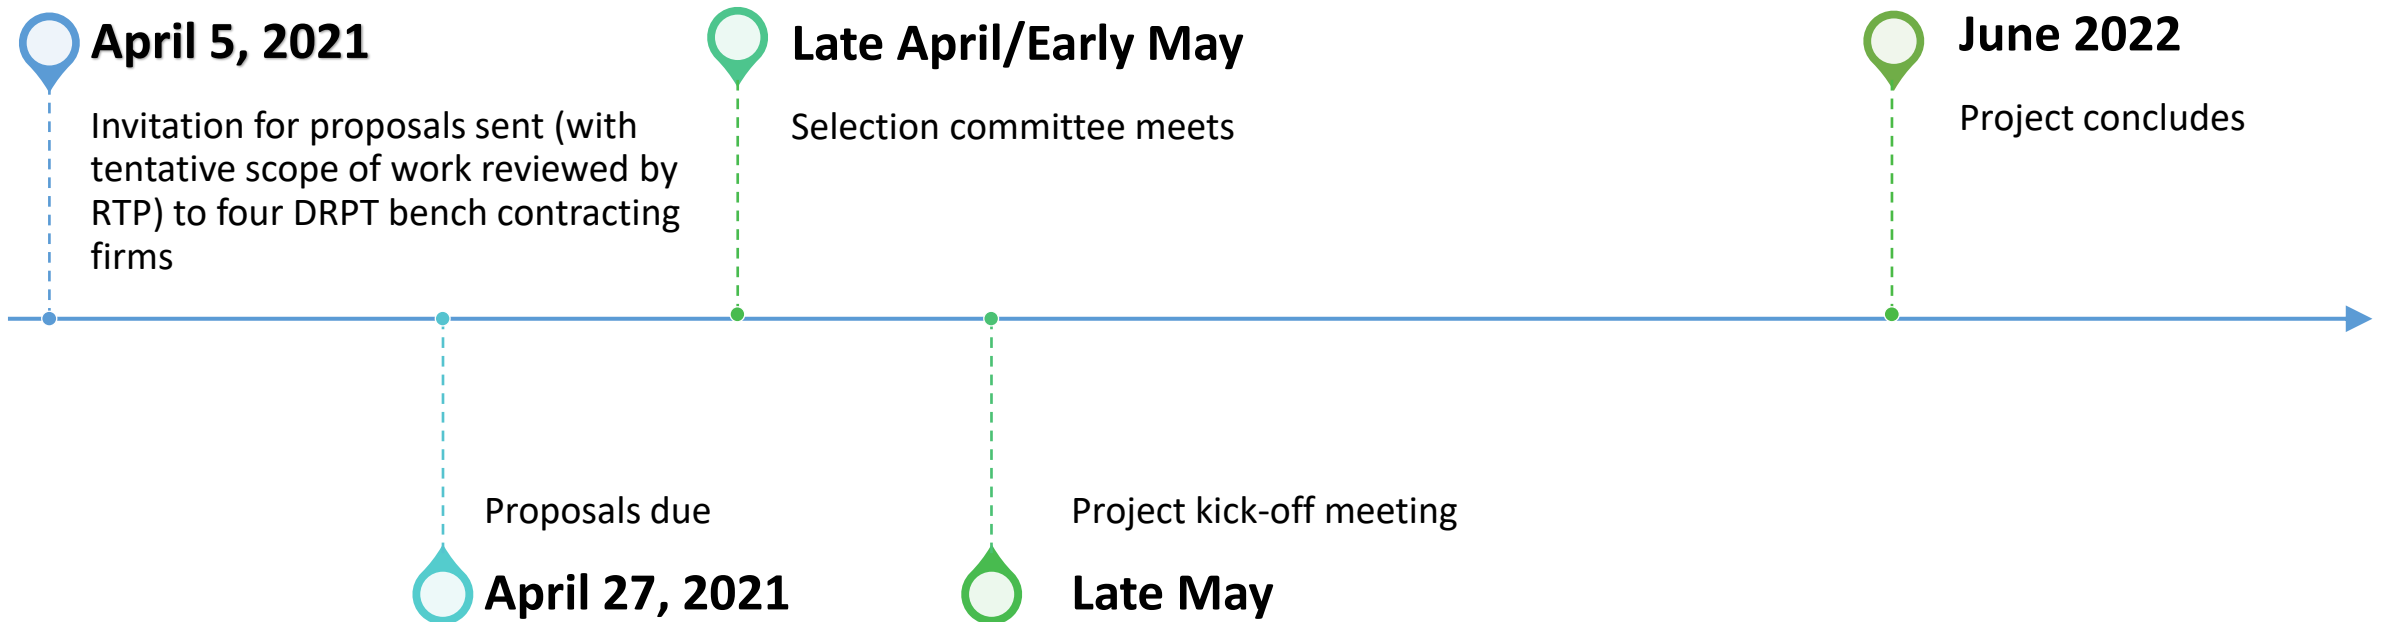 April 5, 2021
Invitation for proposals sent (with
tentative scope of work reviewed by
RTP) to four DRPT bench contracting
firms
Proposals due
April 27, 2021
Late April/Early May
Selection committee meets
Project kick-off meeting
Late May
June 2022
Project concludes